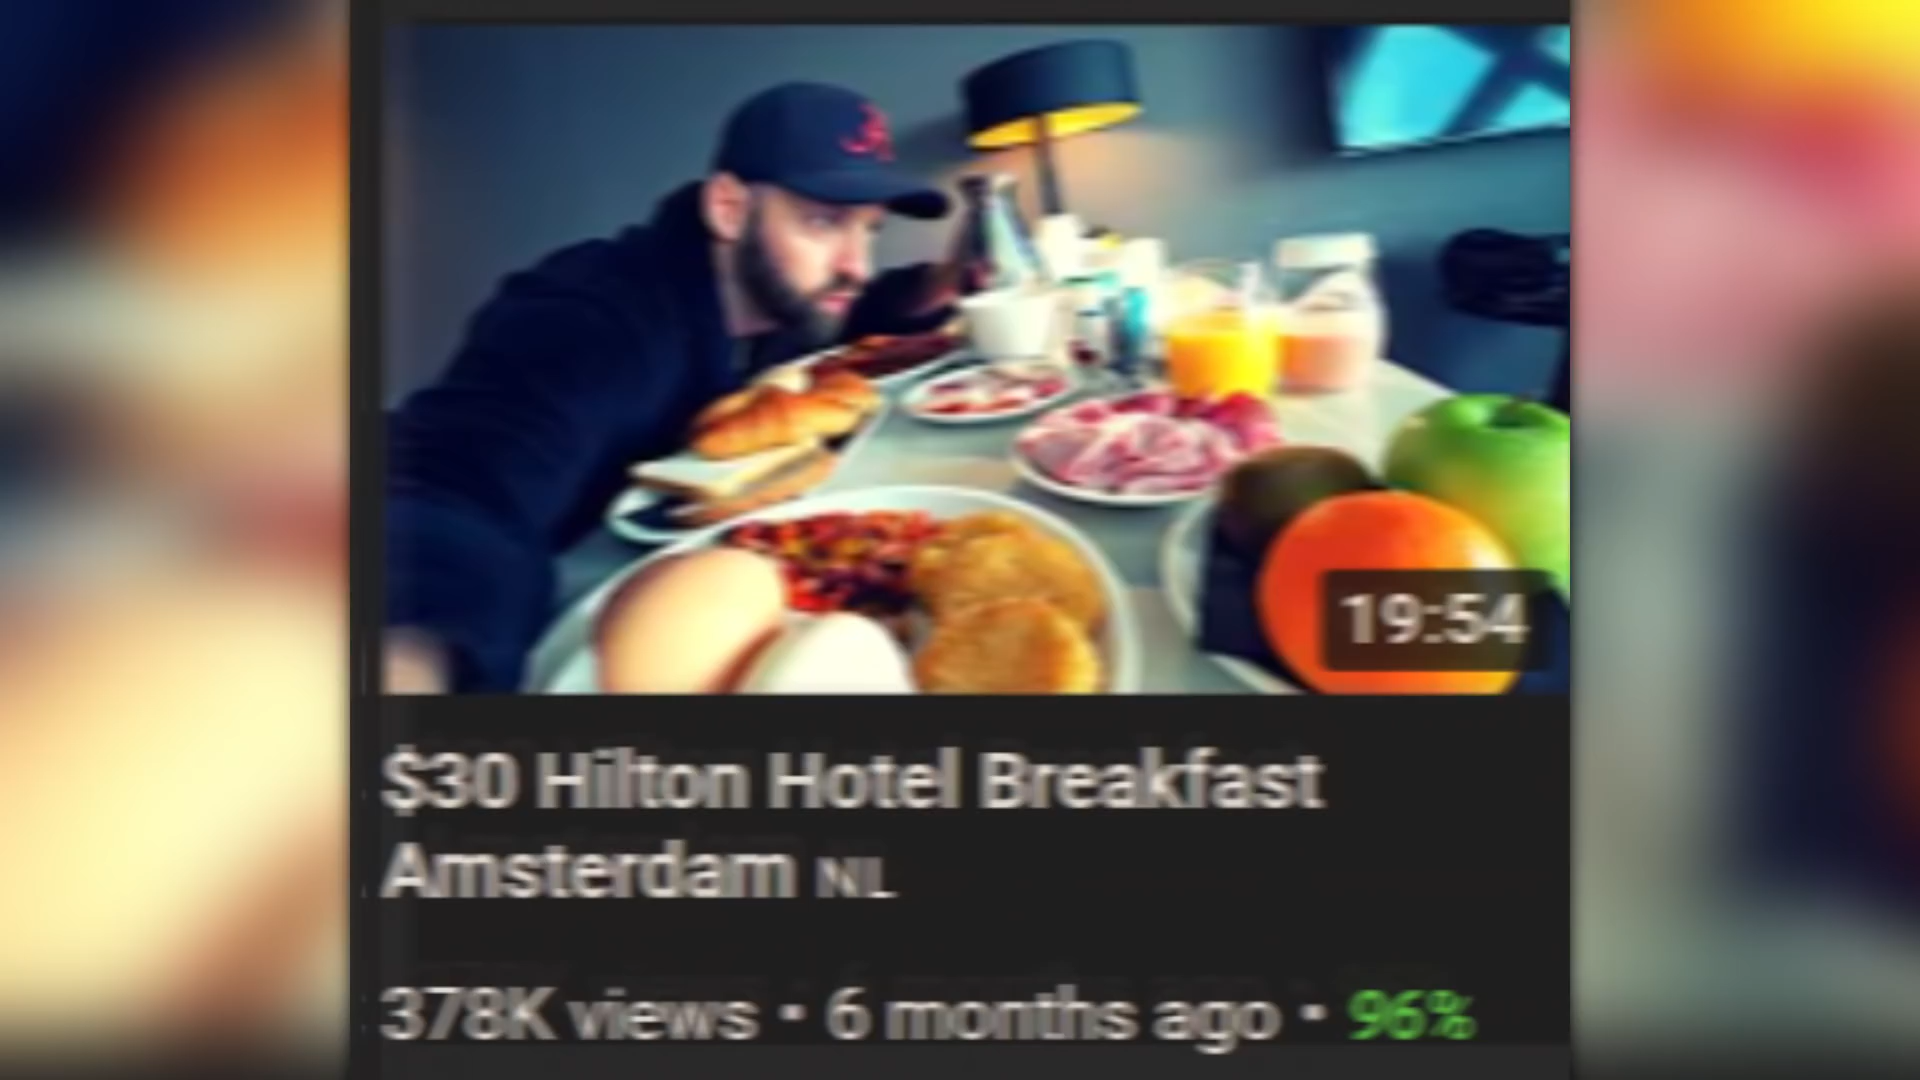 19:54
$30 Hilton Hotel Breakfast
Amsterdam NL
378K views • 6 months ago • 96%